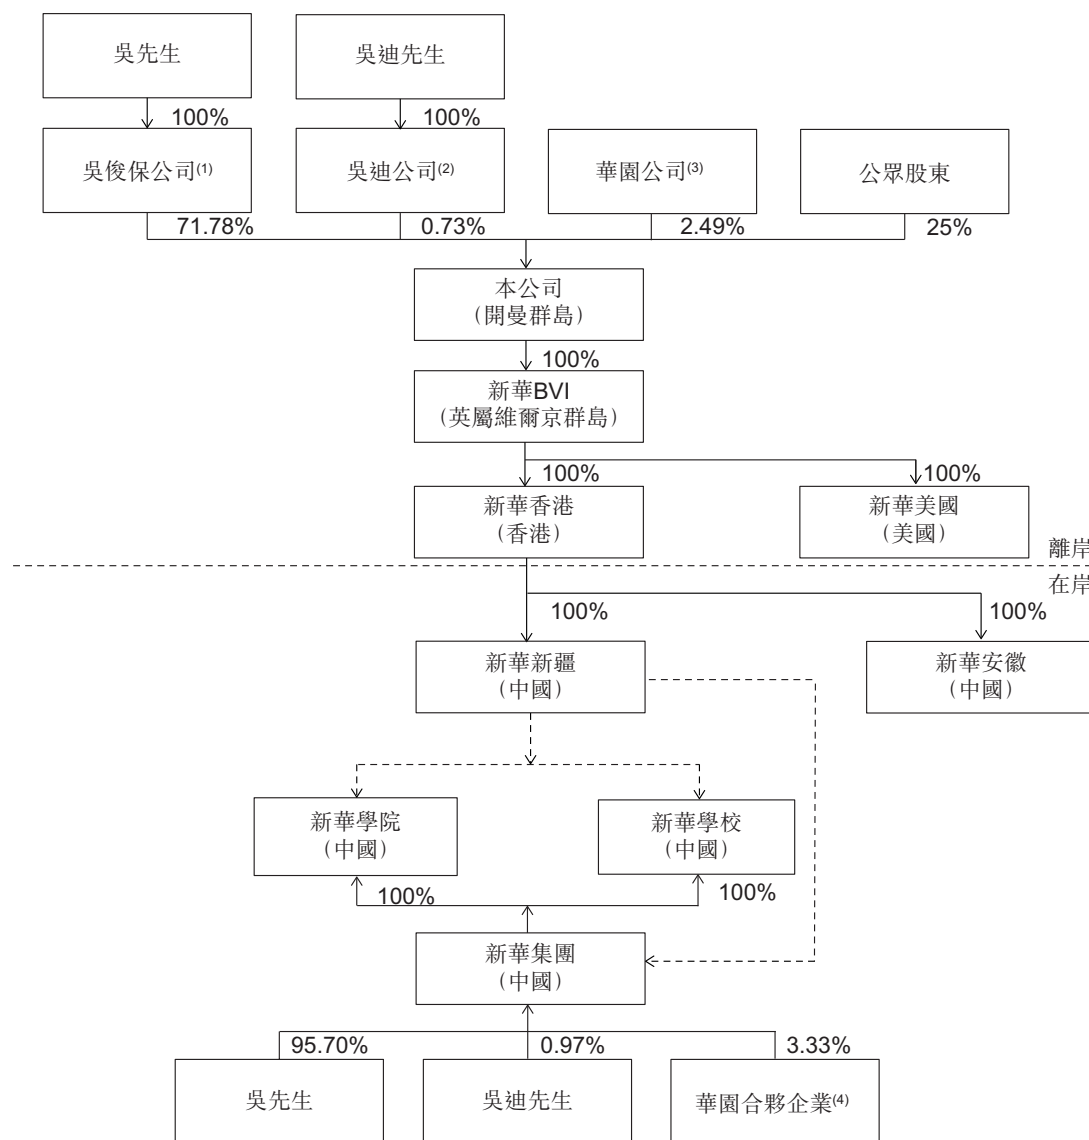 吳先生
吳迪先生
100%
100%
吳俊保公司(1)
吳迪公司(2)
華園公司(3)
公眾股東
71.78%
0.73%
2.49%
25%
本公司
(開曼群島)
100%
新華BVI
(英屬維爾京群島)
100%
100%
新華香港
(香港)
新華美國
(美國)
離岸
在岸
100%
100%
新華新疆
(中國)
新華安徽
(中國)
新華學院
(中國)
新華學校
(中國)
100%
100%
新華集團
(中國)
95.70%
0.97%
3.33%
吳先生
吳迪先生
華園合夥企業(4)